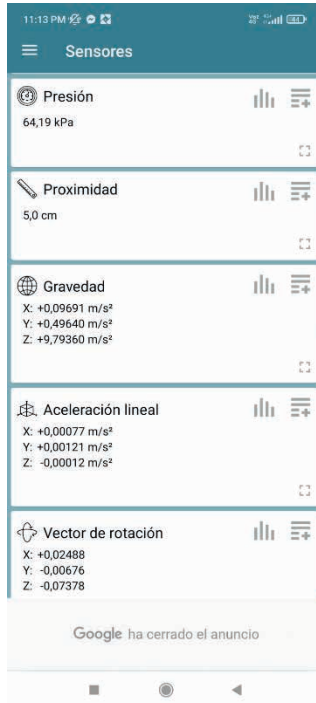 11:13 PM
Sensores
Presión
64,19 kPa
Proximidad
5,0 cm
Gravedad
X: +0,09691 m/s²
Y: +0,49640 m/s²
Z: +9,79360 m/s²
Aceleración lineal
X: +0,00077 m/s²
Y: +0,00121 m/s²
Z: -0,00012 m/s²
Vector de rotación
X: +0,02488
Y: -0,00676
Z: -0,07378
Google ha cerrado el anuncio